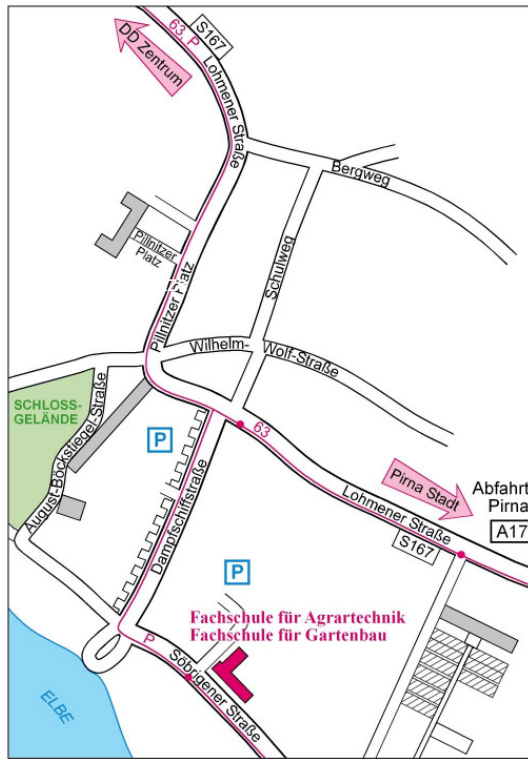 63, P
S167
DD Zentrum
Lohmener Straße
Bergweg
Pillnitzer
Platz
Schulweg
Pillnitzer Platz
Wilhelm- Wolf-Straße
SCHLOSS-
GELÄNDE
August-Böckstiegel-Straße
P
63
Dampfschiffstraße
Pirna Stadt
Abfahrt
Pirna
A17
Lohmener Straße
S167
P
Fachschule für Agrartechnik
Fachschule für Gartenbau
P
Söbrigener Straße
ELBE